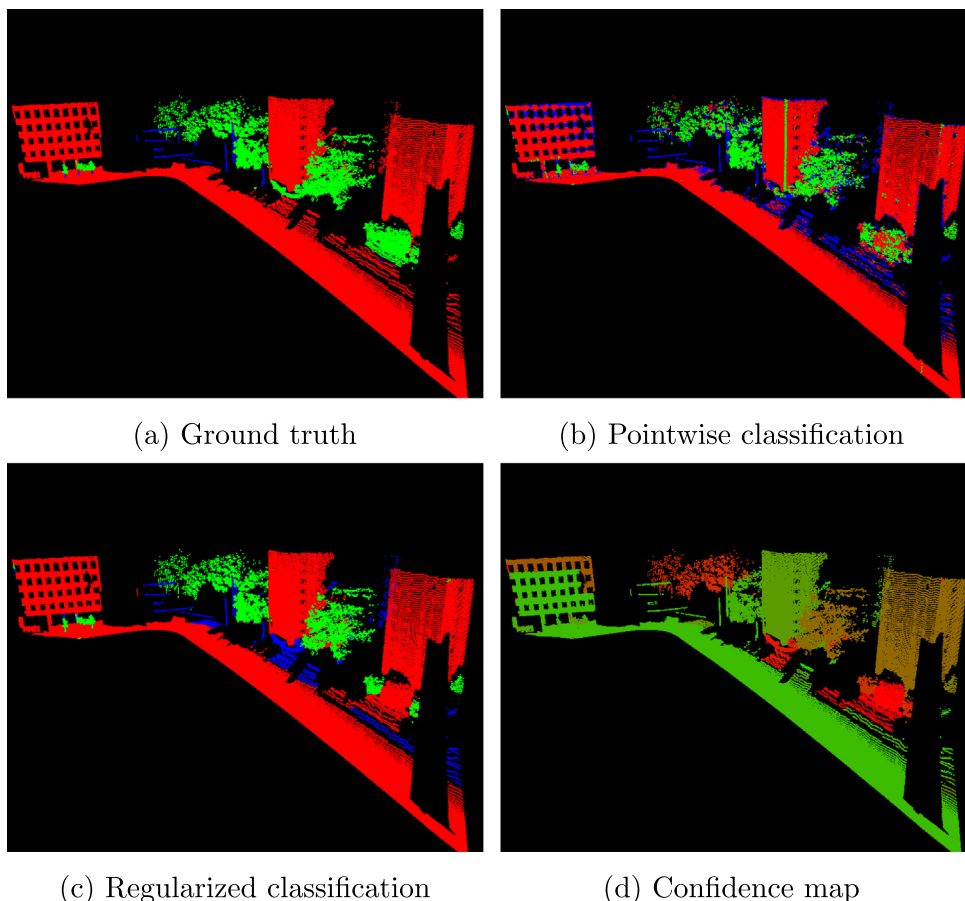 (a) Ground truth
(b) Pointwise classification
(c) Regularized classification
(d) Confidence map